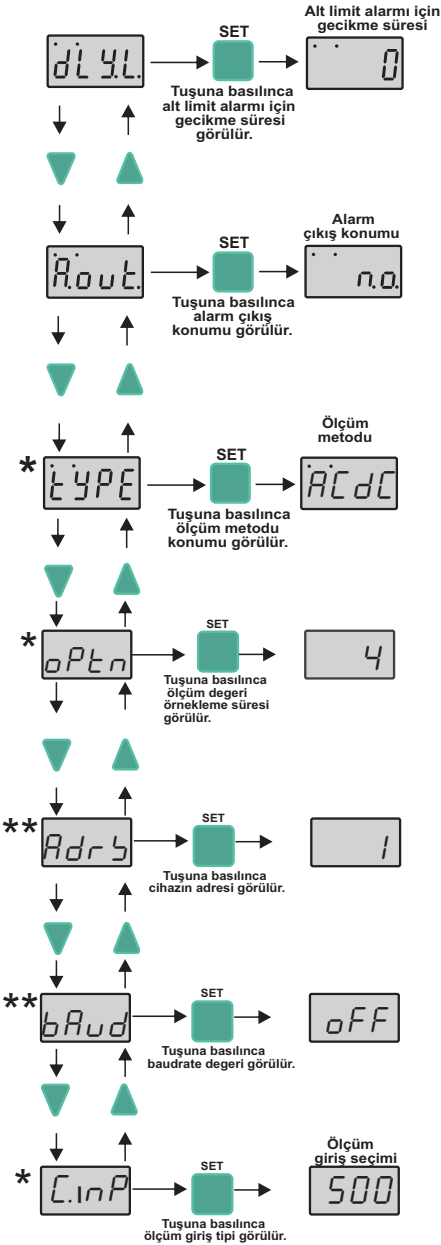 Alt limit alarmı için
gecikme süresi
SET
dLY.L.
0
Tuşuna basılınca
alt limit alarmı için
gecikme süresi
görülür.
Alarm
çıkış konumu
SET
A.out.
n.o.
Tuşuna basılınca
alarm çıkış
konumu görülür.
Ölçüm
metodu
SET
* tYPE
ACdC
Tuşuna basılınca
ölçüm metodu
konumu görülür.
SET
* oPtn
4
Tuşuna basılınca
ölçüm degeri
örnekleme süresi
görülür.
SET
** Adrs
1
Tuşuna basılınca
cihazın adresi görülür.
SET
** bAud
oFF
Tuşuna basılınca
baudrate degeri görülür.
Ölçüm
giriş seçimi
SET
* C.InP
500
Tuşuna basılınca
ölçüm giriş tipi görülür.